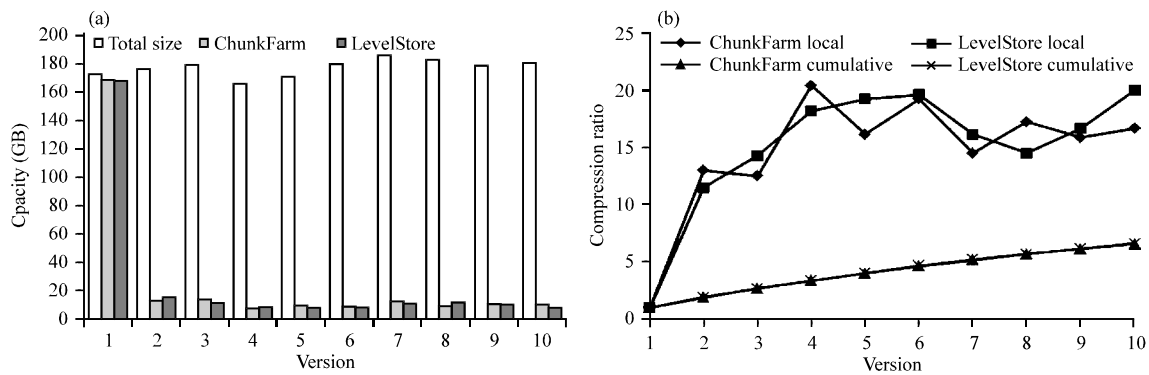 (a)
Total size
ChunkFarm
LevelStore
200
180
160
140
120
100
80
60
40
20
0
Cpacity (GB)
1 2 3 4 5 6 7 8 9 10
Version
(b)
ChunkFarm local
LevelStore local
ChunkFarm cumulative
LevelStore cumulative
25
20
15
10
5
0
Compression ratio
1 2 3 4 5 6 7 8 9 10
Version